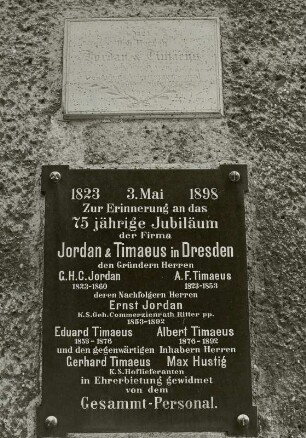 Jordan & Timaeus
1823 3. Mai 1898
Zur Erinnerung an das
75 jährige Jubiläum
der Firma
Jordan & Timaeus in Dresden
den Gründern Herren
G.H.C. Jordan A.F. Timaeus
1823-1860 1823-1853
deren Nachfolgern Herren
Ernst Jordan
K.S. Geh. Commerzienrath Ritter pp.
1853-1892
Eduard Timaeus Albert Timaeus
1853-1876 1876-1892
und den gegenwärtigen Inhabern Herren
Gerhard Timaeus Max Hustig
K.S. Hoflieferanten
in Ehrerbietung gewidmet
von dem
Gesammt-Personal.